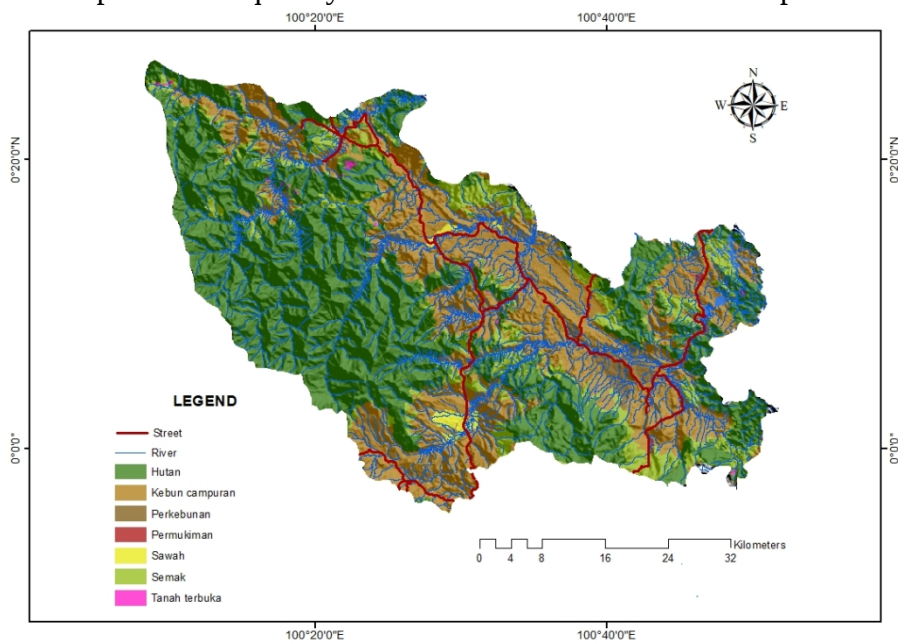 100°20'0"E 100°40'0"E
N
W E
S
0°20'0"N 0°20'0"N
LEGEND
Street
River
Hutan
Kebun campuran
Perkebunan
Permukiman
Sawah
Semak
Tanah terbuka
0°0'0" 0°0'0"
Kilometers
0 4 8 16 24 32
100°20'0"E 100°40'0"E